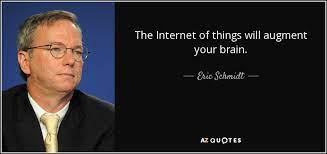 The Internet of things will augment
your brain.
Eric Schmidt
AZ QUOTES